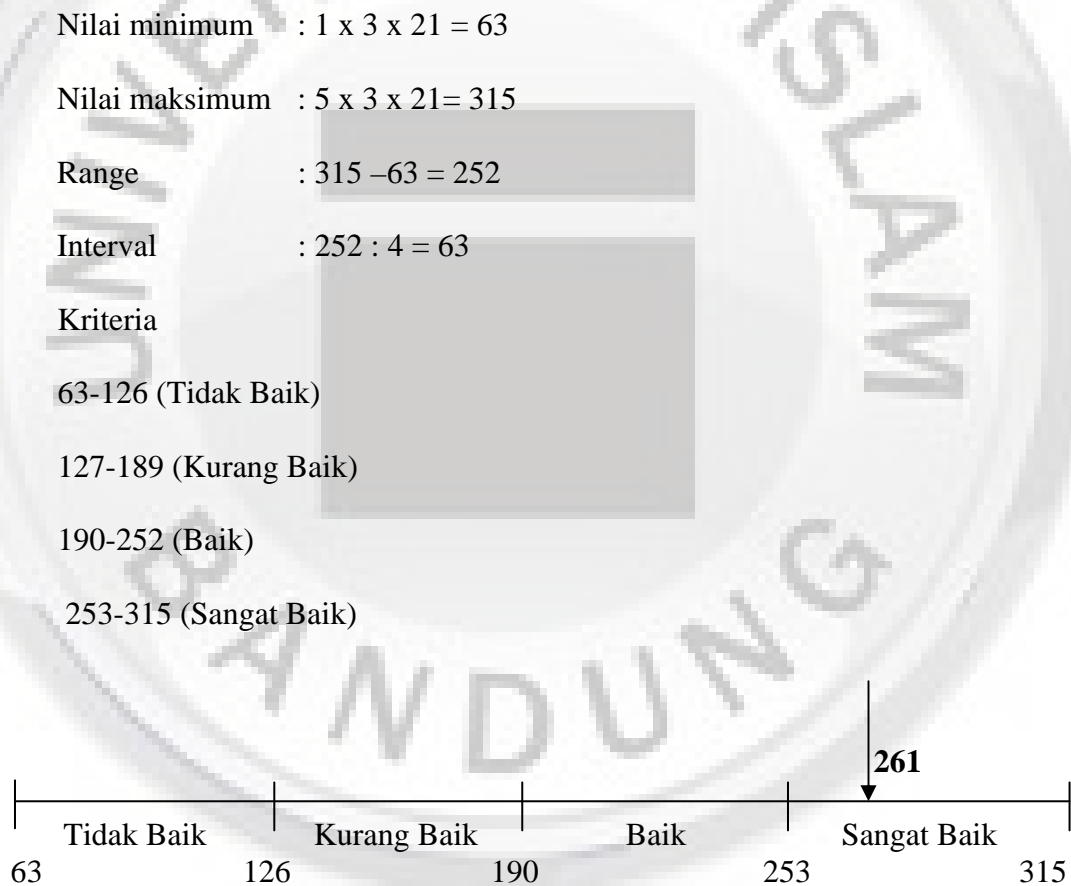 Nilai minimum : 1 x 3 x 21 = 63
Nilai maksimum : 5 x 3 x 21= 315
Range : 315 –63 = 252
Interval : 252 : 4 = 63
Kriteria
63-126 (Tidak Baik)
127-189 (Kurang Baik)
190-252 (Baik)
253-315 (Sangat Baik)
261
Tidak Baik Kurang Baik Baik Sangat Baik
63 126 190 253 315
ISLAM
BANDUNG